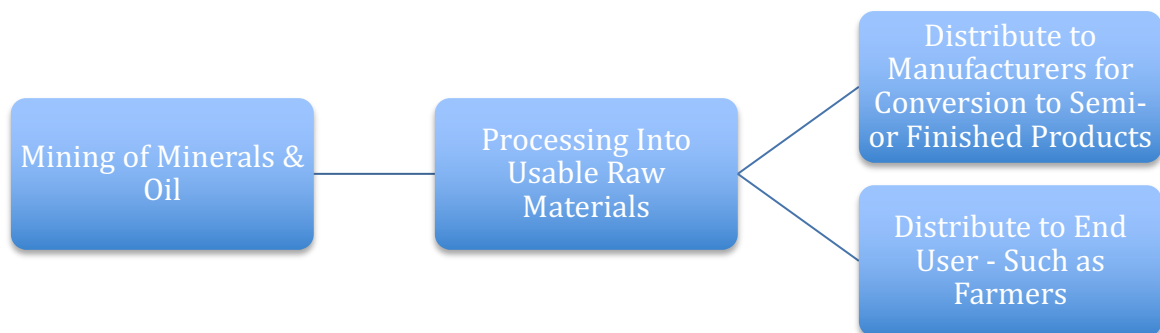 Mining of Minerals &
Oil
Processing Into
Usable Raw
Materials
Distribute to
Manufacturers for
Conversion to Semi-
or Finished Products
Distribute to End
User - Such as
Farmers